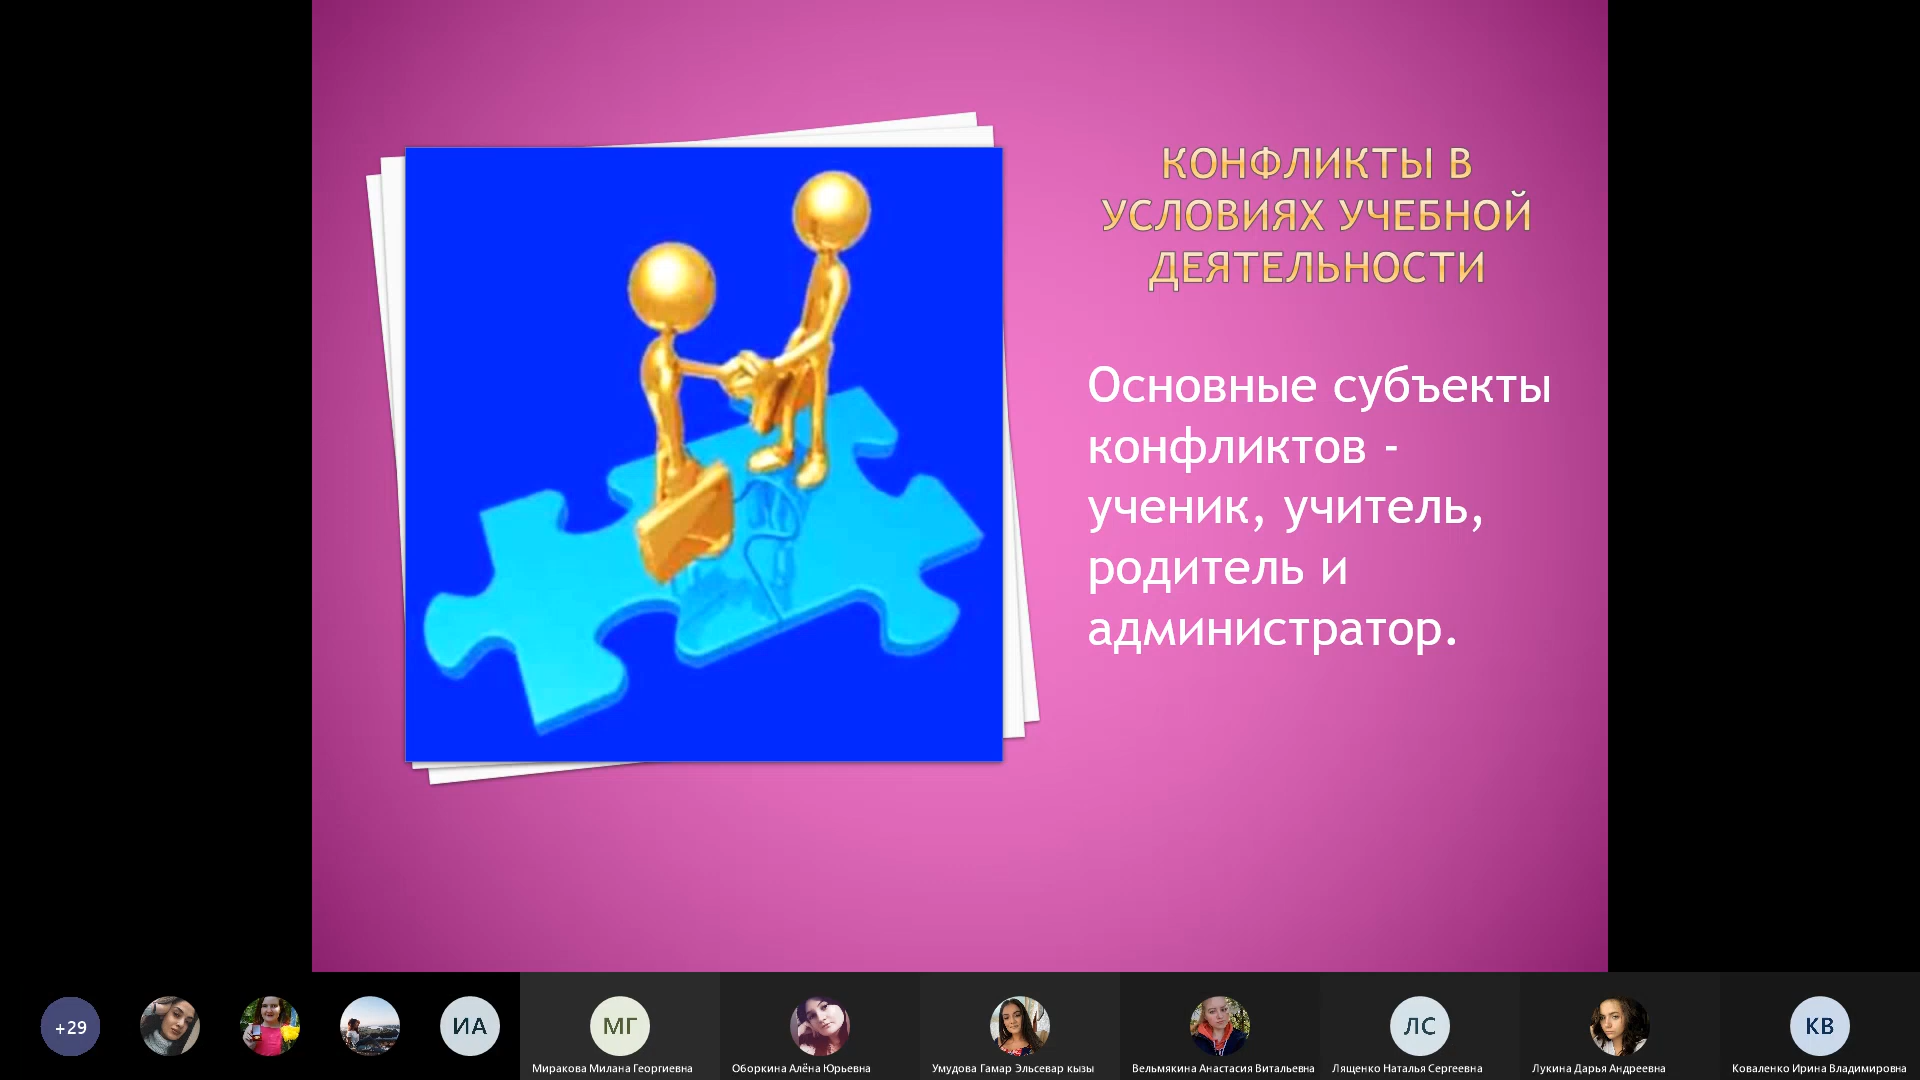 КОНФЛИКТЫ В
УСЛОВИЯХ УЧЕБНОЙ
ДЕЯТЕЛЬНОСТИ
Основные субъекты
конфликтов -
ученик, учитель,
родитель и
администратор.
+29
ИА
МГ
ЛС
КВ
Миракова Милана Георгиевна
Оборкина Алёна Юрьевна
Умудова Гамар Эльсевар кызы
Вельмякина Анастасия Витальевна
Лященко Наталья Сергеевна
Лукина Дарья Андреевна
Коваленко Ирина Владимировна